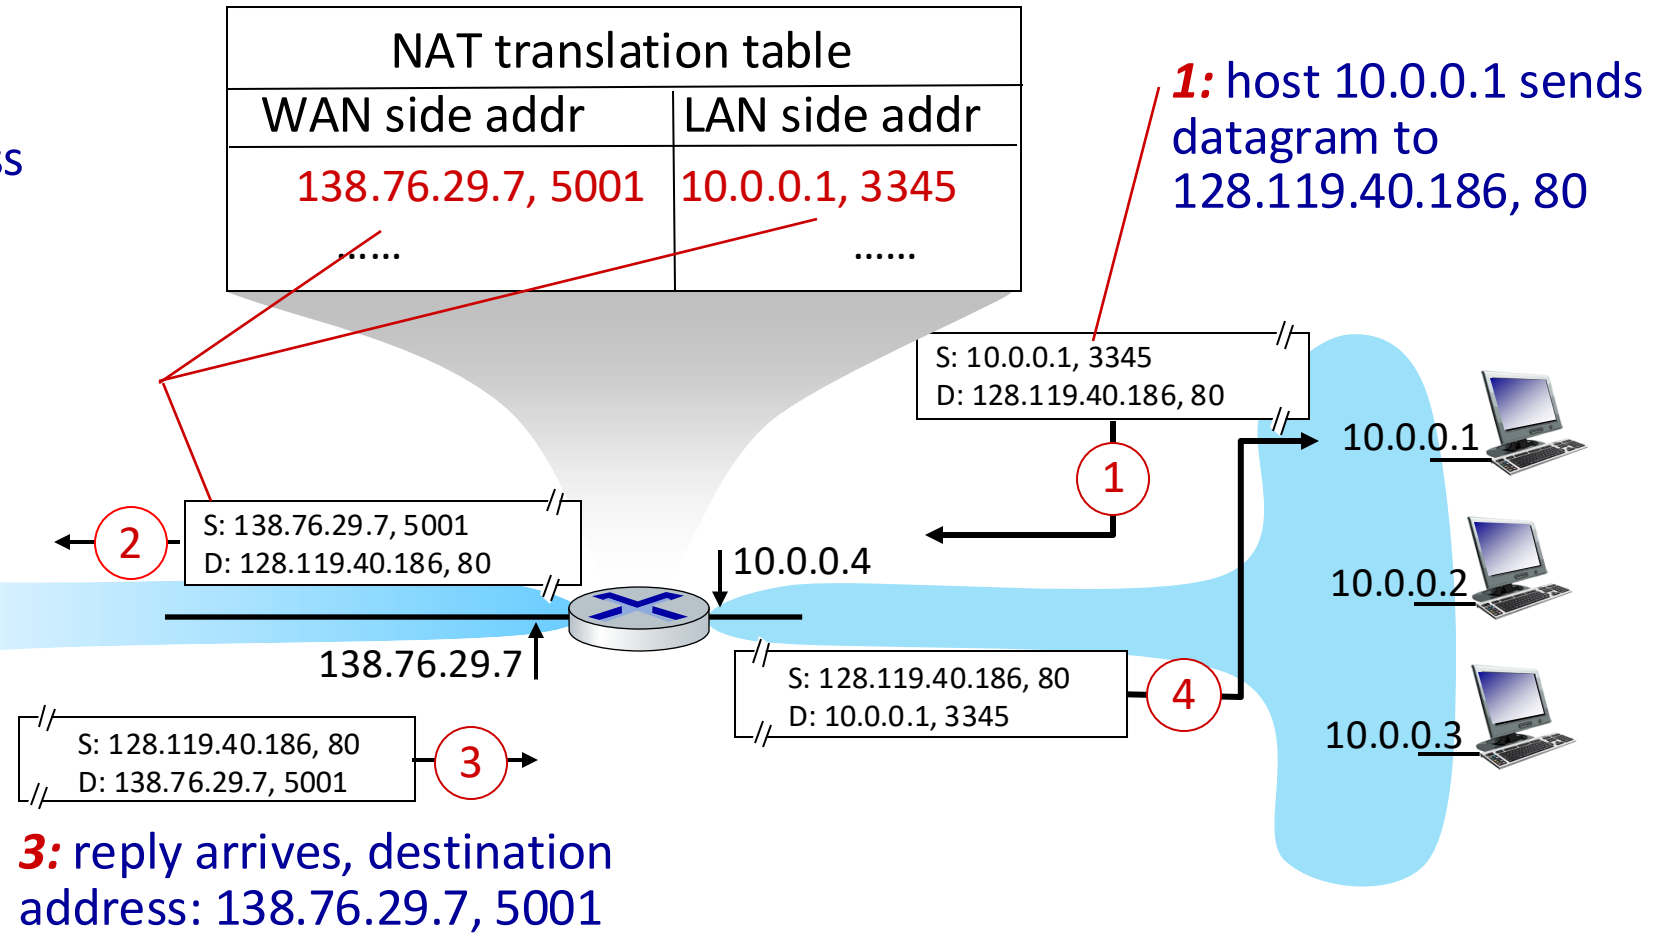 NAT translation table
WAN side addr LAN side addr
138.76.29.7, 5001 10.0.0.1, 3345
...... ......
1: host 10.0.0.1 sends
datagram to
128.119.40.186, 80
S: 10.0.0.1, 3345
D: 128.119.40.186, 80
1
10.0.0.1
2
S: 138.76.29.7, 5001
D: 128.119.40.186, 80
10.0.0.4
10.0.0.2
138.76.29.7
S: 128.119.40.186, 80
D: 10.0.0.1, 3345
4
10.0.0.3
S: 128.119.40.186, 80
D: 138.76.29.7, 5001
3
3: reply arrives, destination
address: 138.76.29.7, 5001